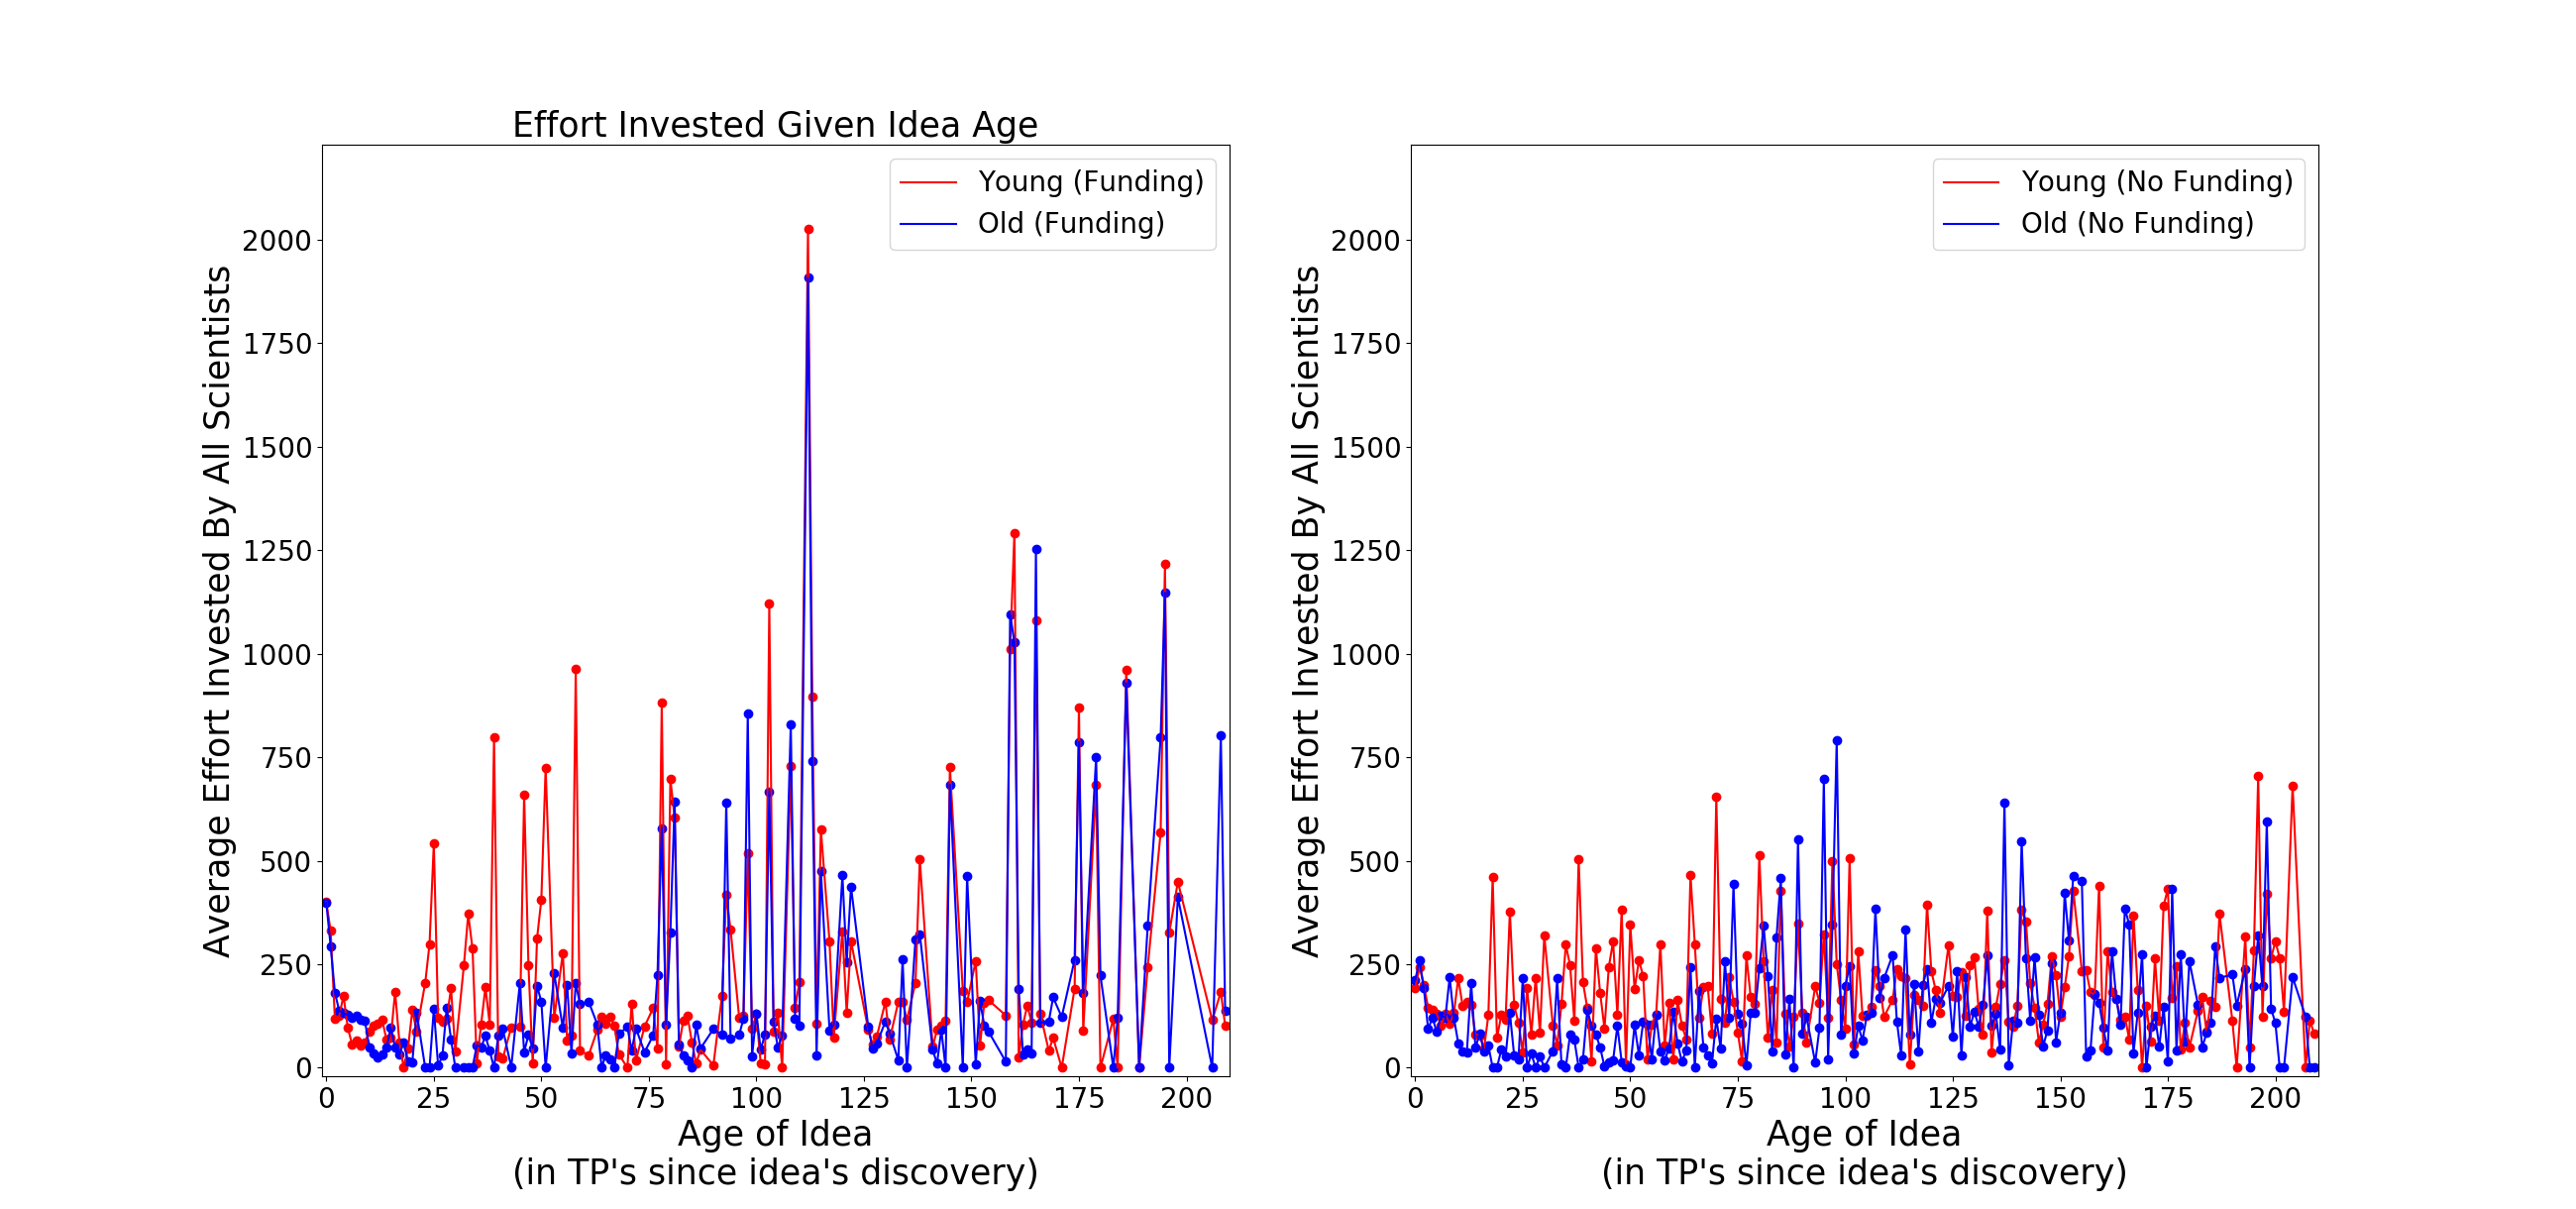 Effort Invested Given Idea Age
Young (Funding)
Old (Funding)
Average Effort Invested By All Scientists
2000
1750
1500
1250
1000
750
500
250
0
0 25 50 75 100 125 150 175 200
Age of Idea
(in TP's since idea's discovery)
Young (No Funding)
Old (No Funding)
Average Effort Invested By All Scientists
2000
1750
1500
1250
1000
750
500
250
0
0 25 50 75 100 125 150 175 200
Age of Idea
(in TP's since idea's discovery)